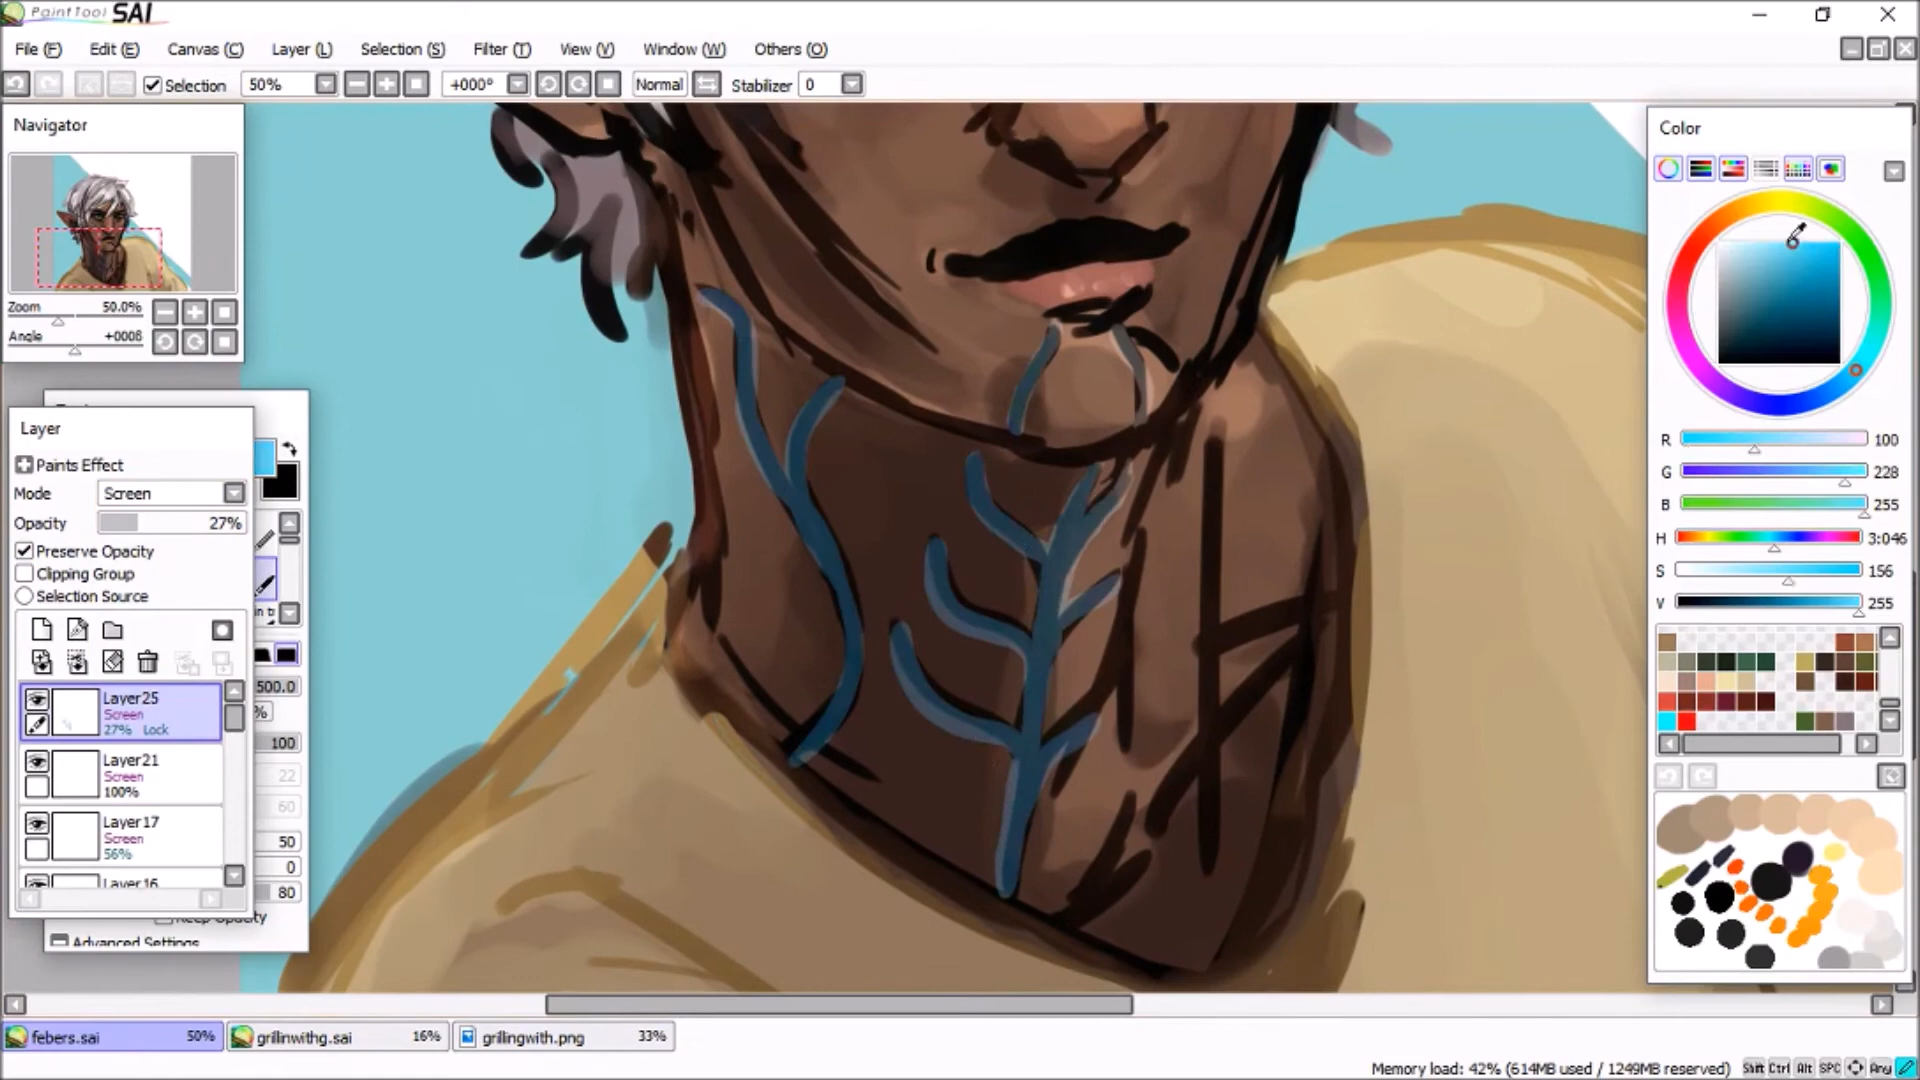 PaintTool SAI
File (F) Edit (E) Canvas (C) Layer (L) Selection (S) Filter (T) View (V) Window (W) Others (O)
Selection 50% +000° Normal Stabilizer 0
Navigator
Zoom 50.0%
Angle +000б
Layer
Paints Effect
Mode Screen
Opacity 27%
Preserve Opacity
Clipping Group
Selection Source
Layer25
Screen
27% Lock
Layer21
Screen
100%
Layer17
Screen
56%
Layer16
500.0
%
100
22
60
50
0
80
Keep Opacity
Advanced Settings
Color
R 100
G 228
B 255
H 3:046
S 156
V 255
febers.sai 50% grillinwithg.sai 16% grillingwith.png 33%
Memory load: 42% (614MB used / 1249MB reserved) Shift Ctrl Alt SPC Any